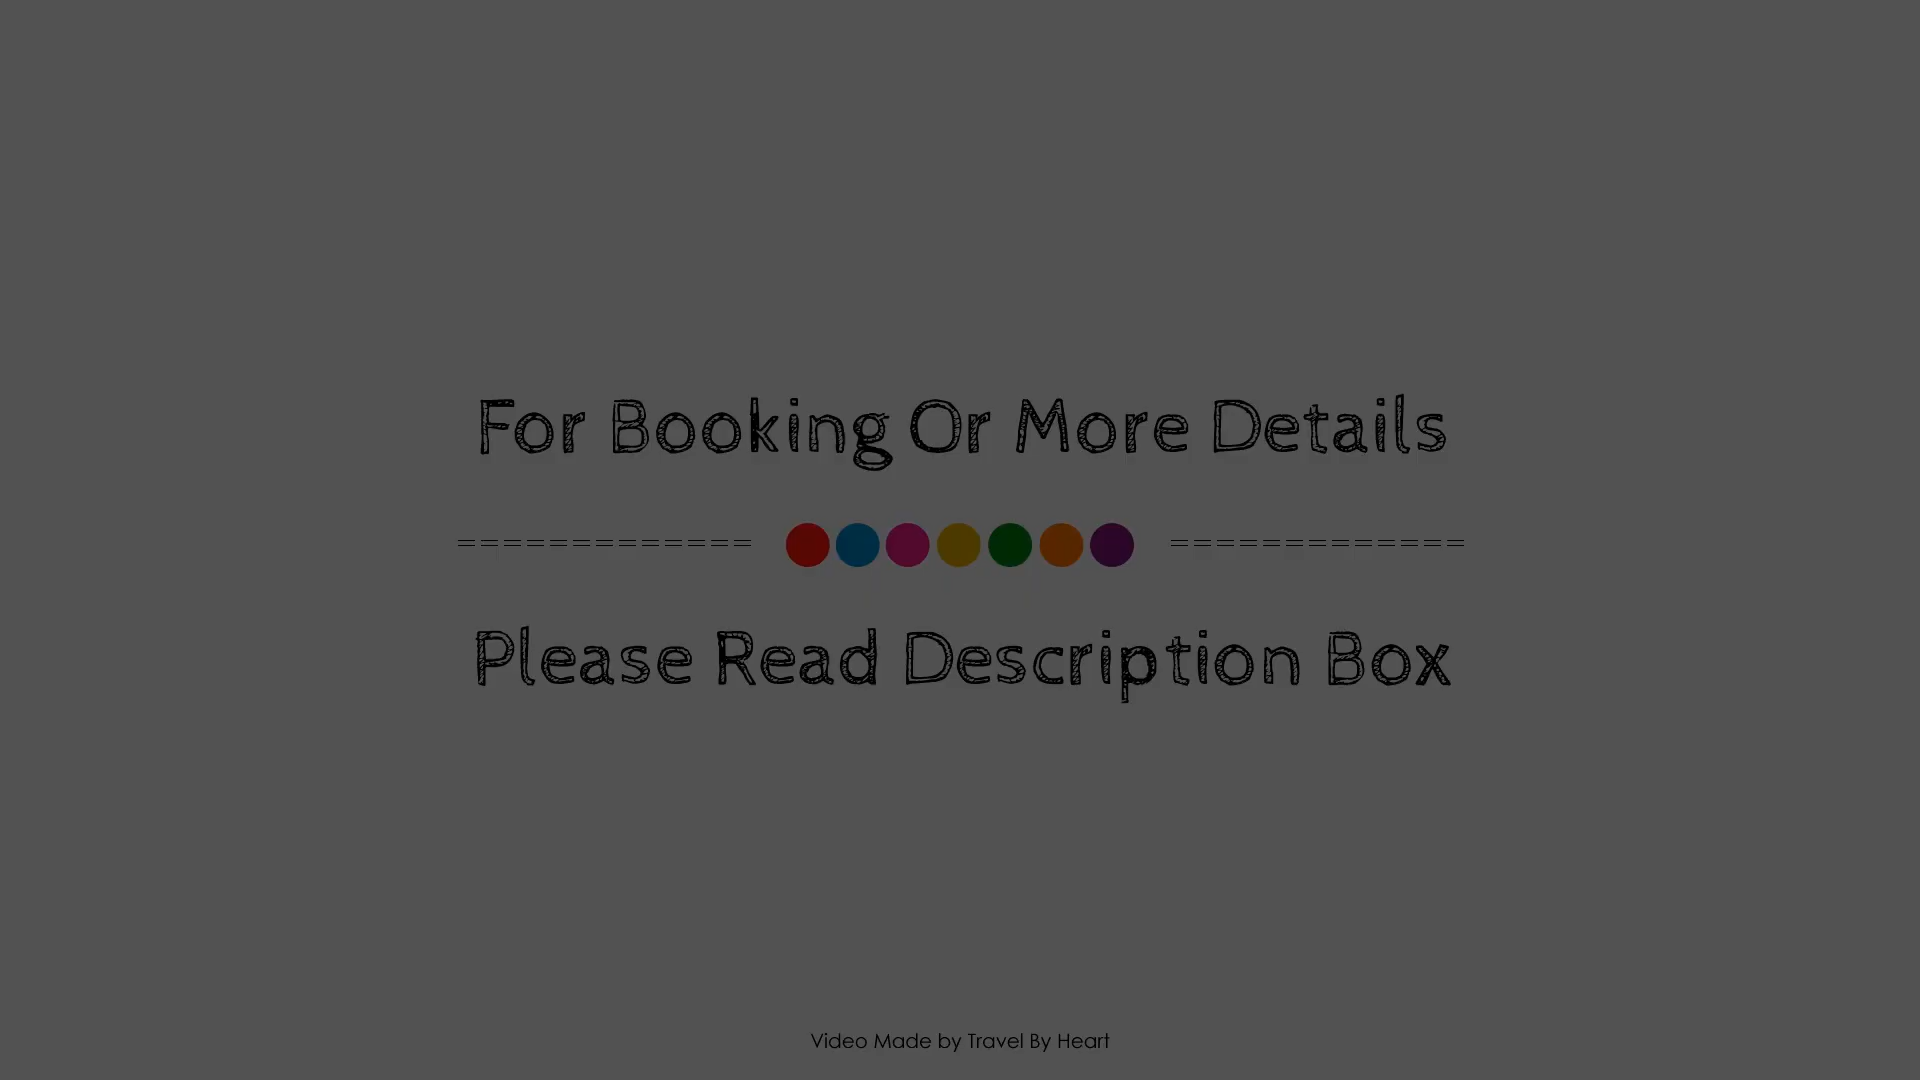 For Booking Or More Details
============= =============
Please Read Description Box
Video Made by Travel By Heart